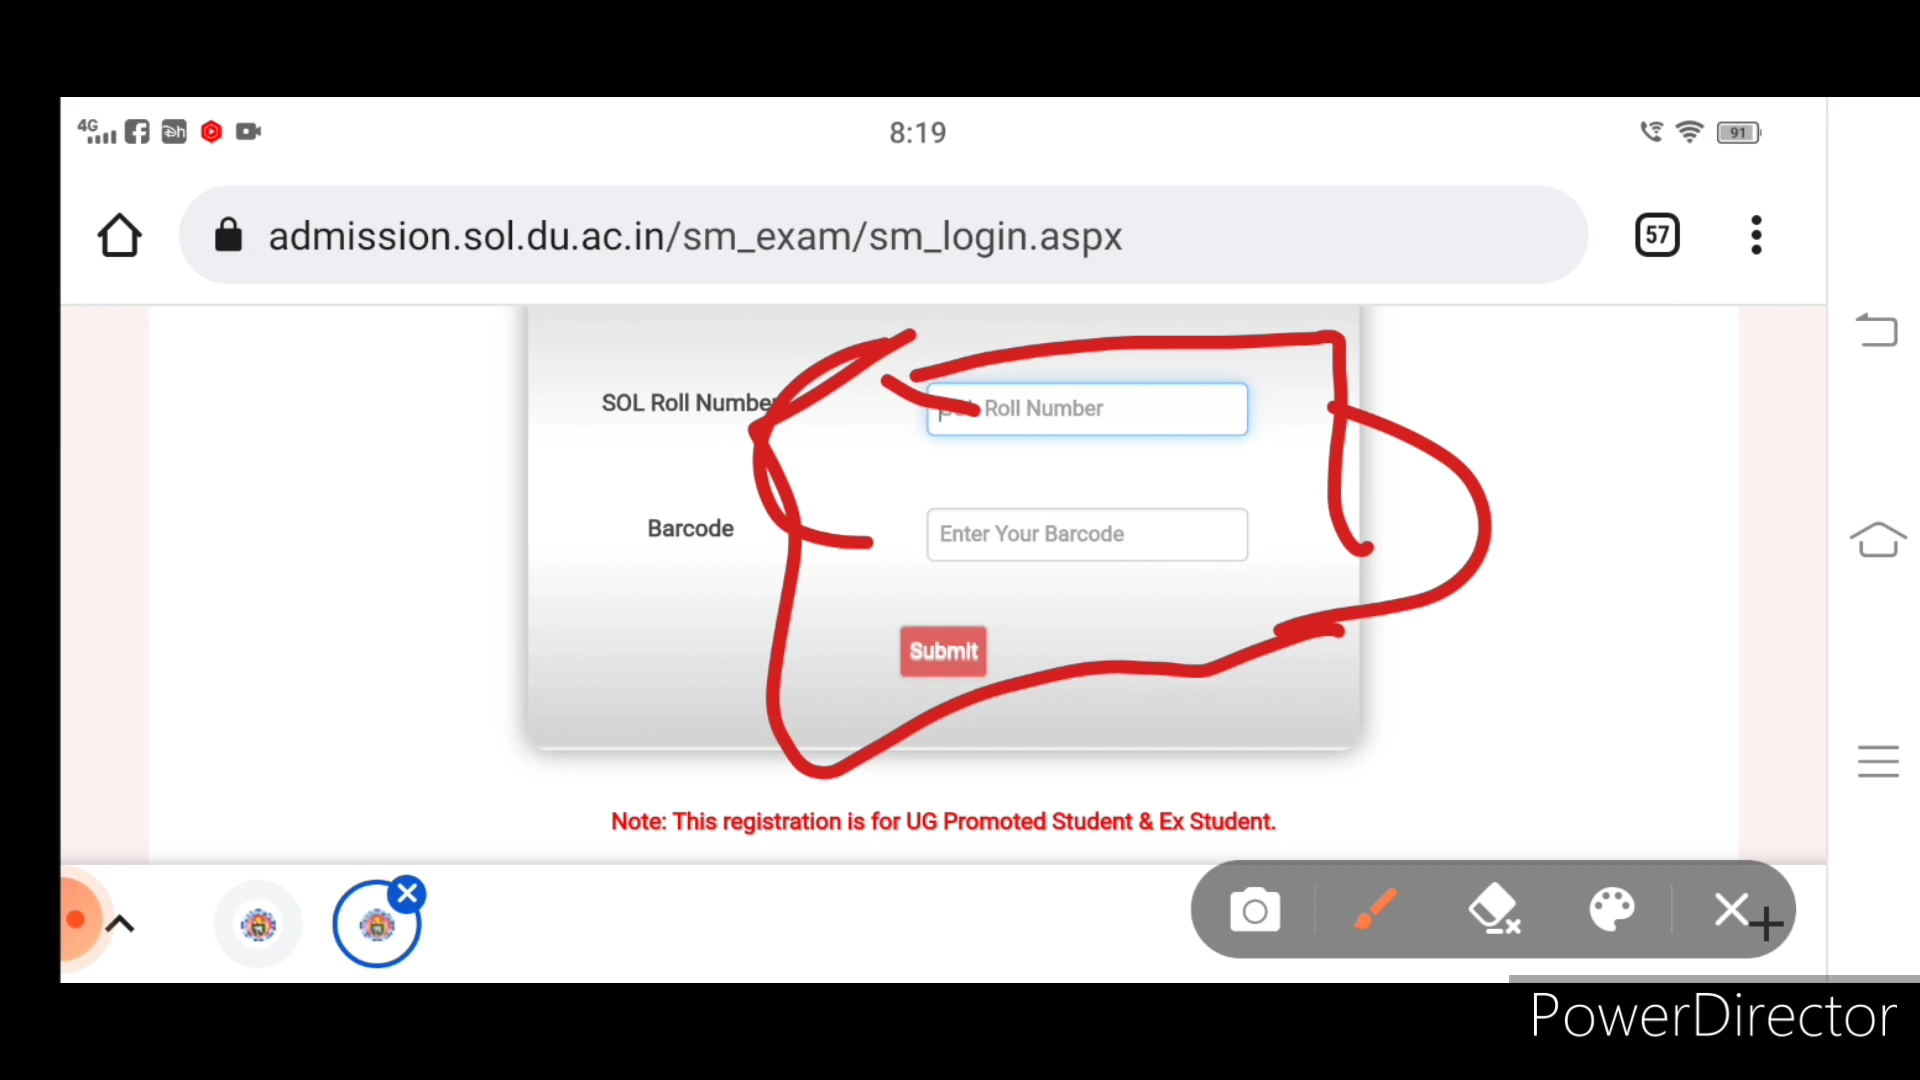 4G
8:19
91
admission.sol.du.ac.in/sm_exam/sm_login.aspx
57
SOL Roll Number
Roll Number
Barcode
Enter Your Barcode
Submit
Note: This registration is for UG Promoted Student & Ex Student.
PowerDirector